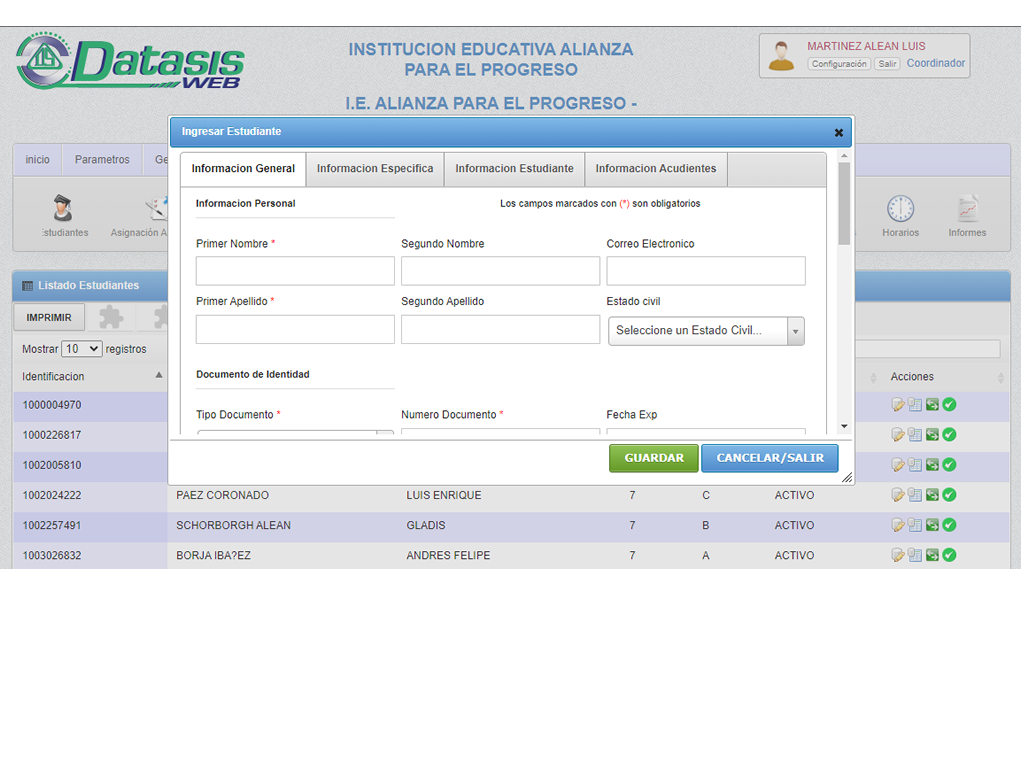 Datasis
WEB
INSTITUCION EDUCATIVA ALIANZA
PARA EL PROGRESO
I.E. ALIANZA PARA EL PROGRESO -
MARTINEZ ALEAN LUIS
Configuración Salir Coordinador
Ingresar Estudiante
inicio Parametros Ge
Informacion General Informacion Especifica Informacion Estudiante Informacion Acudientes
Informacion Personal Los campos marcados con (*) son obligatorios
studiantes Asignación A Horarios Informes
Primer Nombre * Segundo Nombre Correo Electronico
Listado Estudiantes
Primer Apellido * Segundo Apellido Estado civil
IMPRIMIR
Seleccione un Estado Civil...
Mostrar 10 registros
Identificacion Acciones
Documento de Identidad
1000004970
Tipo Documento * Numero Documento * Fecha Exp
1000226817
GUARDAR CANCELAR/SALIR
1002005810
1002024222 PAEZ CORONADO LUIS ENRIQUE 7 C ACTIVO
1002257491 SCHORBORGH ALEAN GLADIS 7 B ACTIVO
1003026832 BORJA IBA?EZ ANDRES FELIPE 7 A ACTIVO